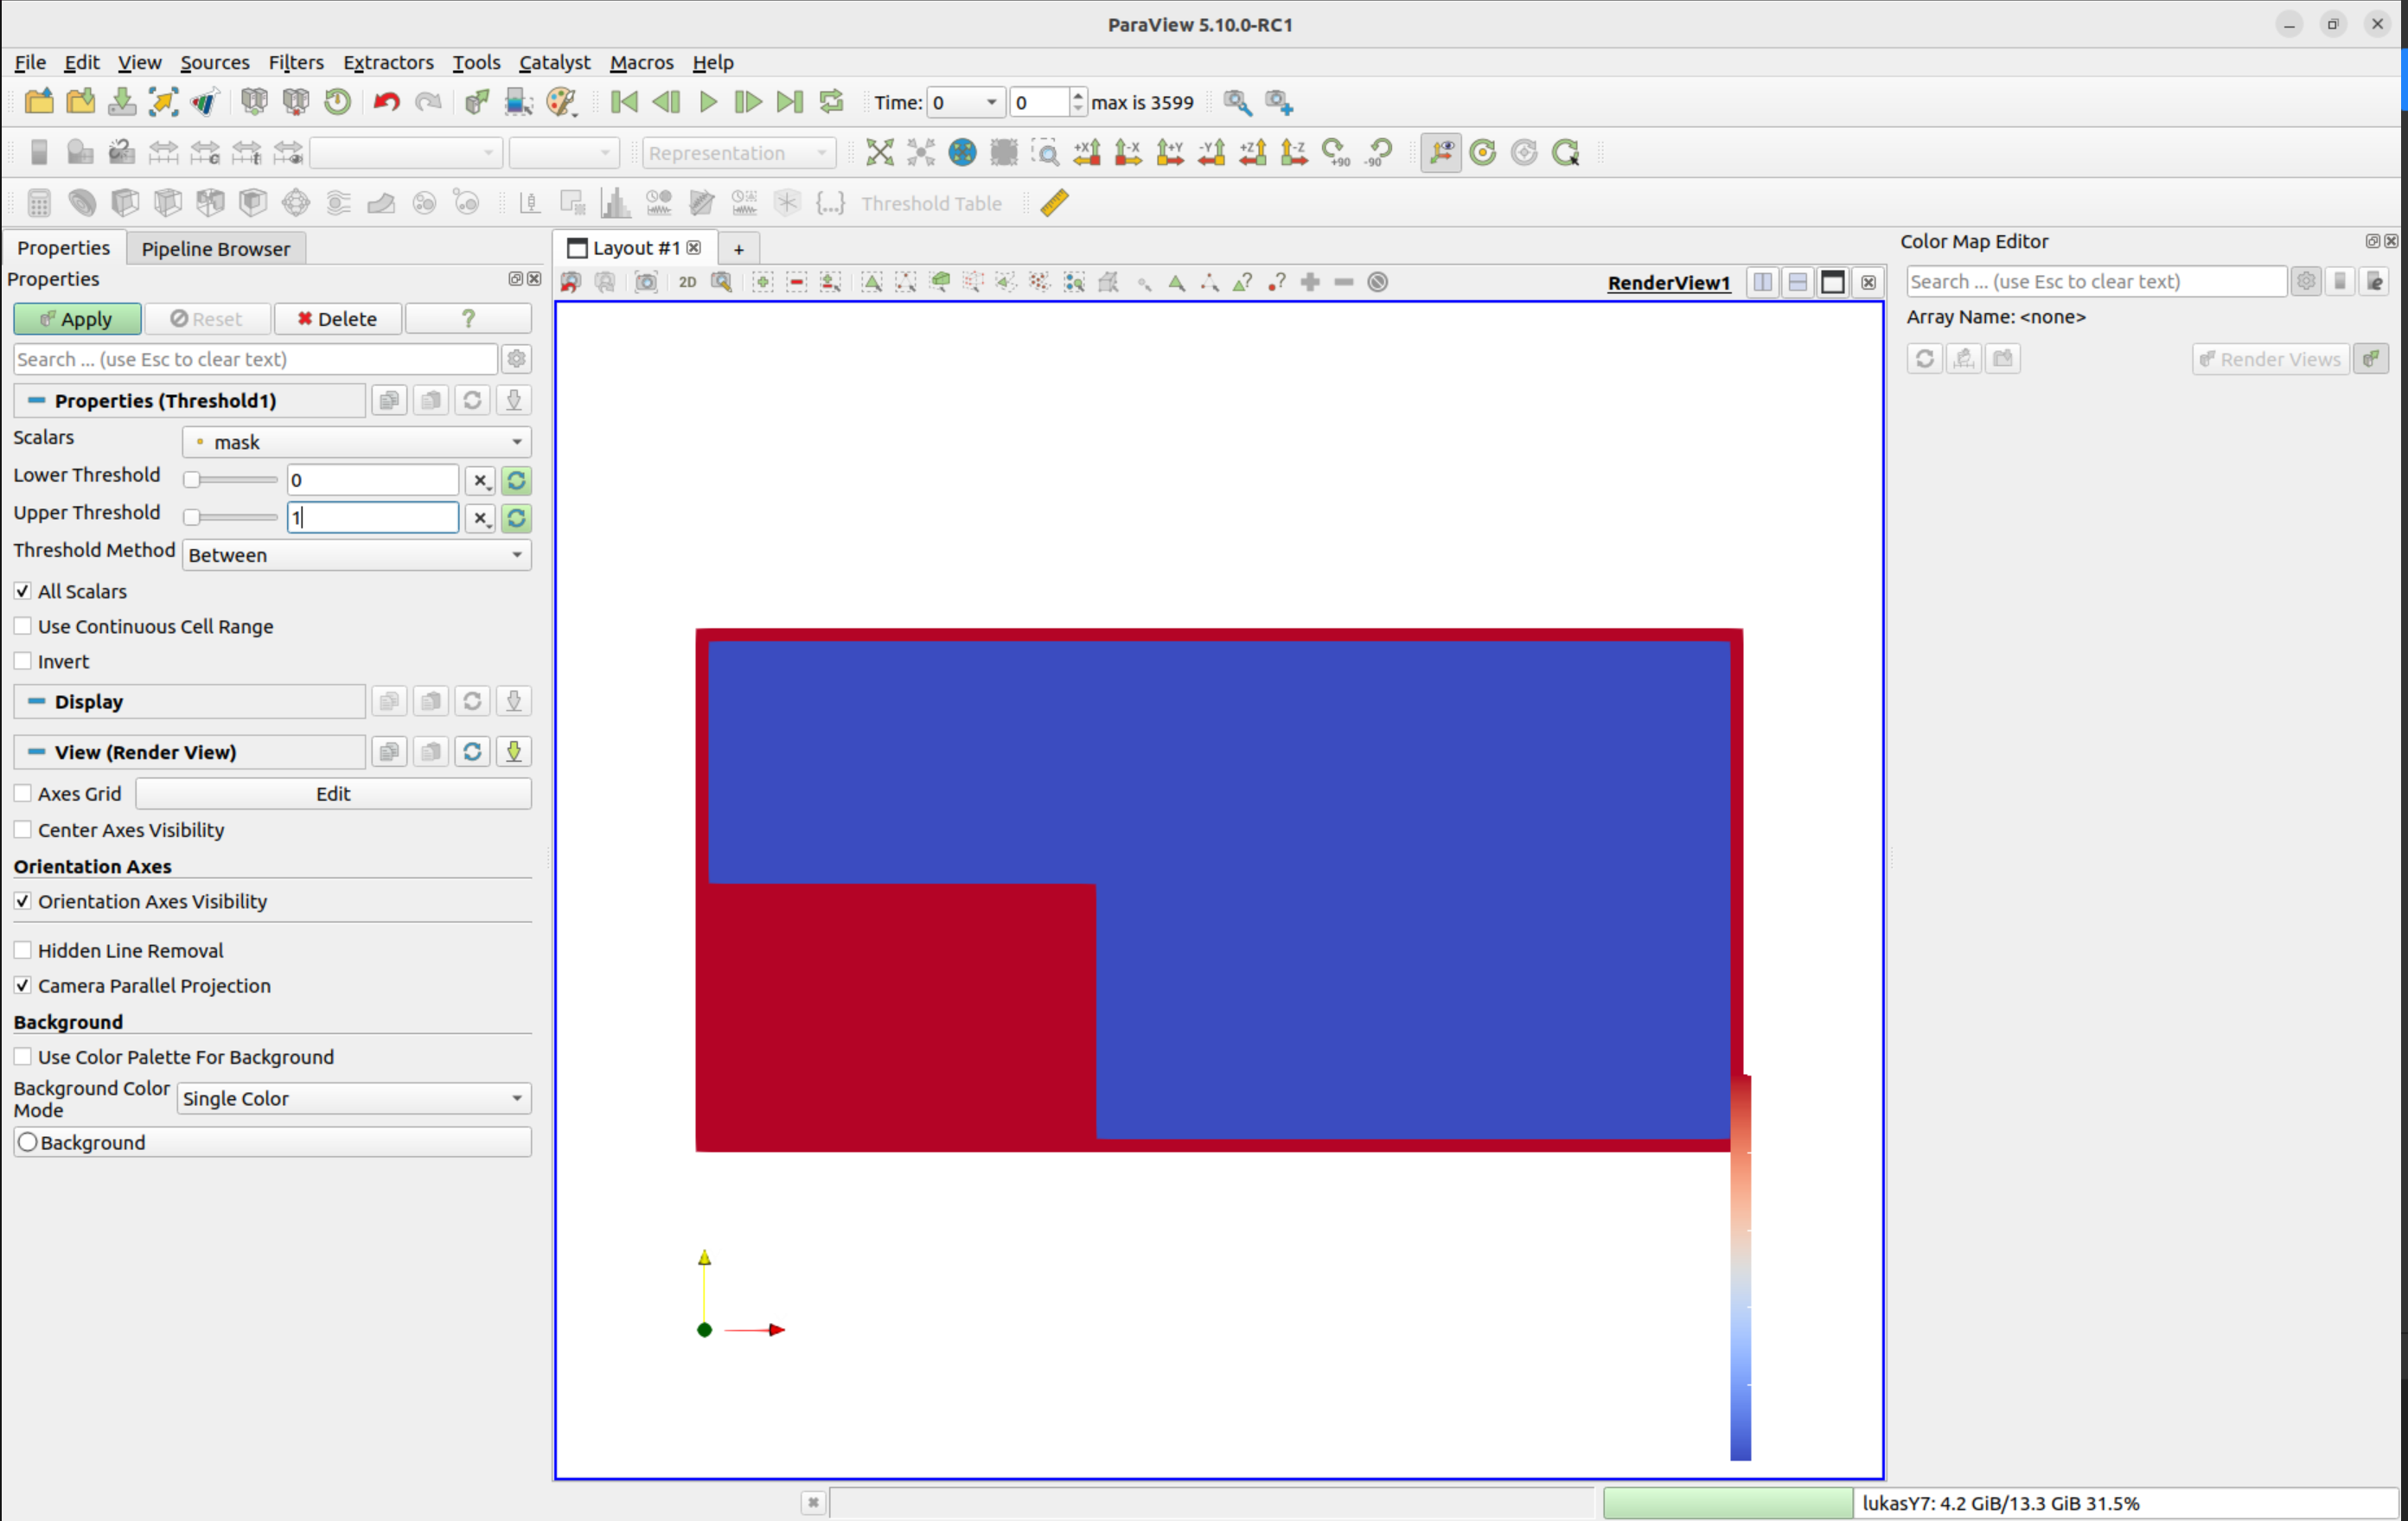 ParaView 5.10.0-RC1
File Edit View Sources Filters Extractors Tools Catalyst Macros Help
Time: 0 0 max is 3599
Representation +X -X +Y -Y +Z -Z +90 -90
Threshold Table
Properties Pipeline Browser
Properties
Apply Reset Delete ?
Search ... (use Esc to clear text)
Properties (Threshold1)
Scalars mask
Lower Threshold 0
Upper Threshold 1
Threshold Method Between
All Scalars
Use Continuous Cell Range
Invert
Display
View (Render View)
Axes Grid Edit
Center Axes Visibility
Orientation Axes
Orientation Axes Visibility
Hidden Line Removal
Camera Parallel Projection
Background
Use Color Palette For Background
Background Color
Mode Single Color
Background
Layout #1 +
2D RenderView1
Color Map Editor
Search ... (use Esc to clear text)
Array Name: <none>
Render Views
lukasY7: 4.2 GiB/13.3 GiB 31.5%